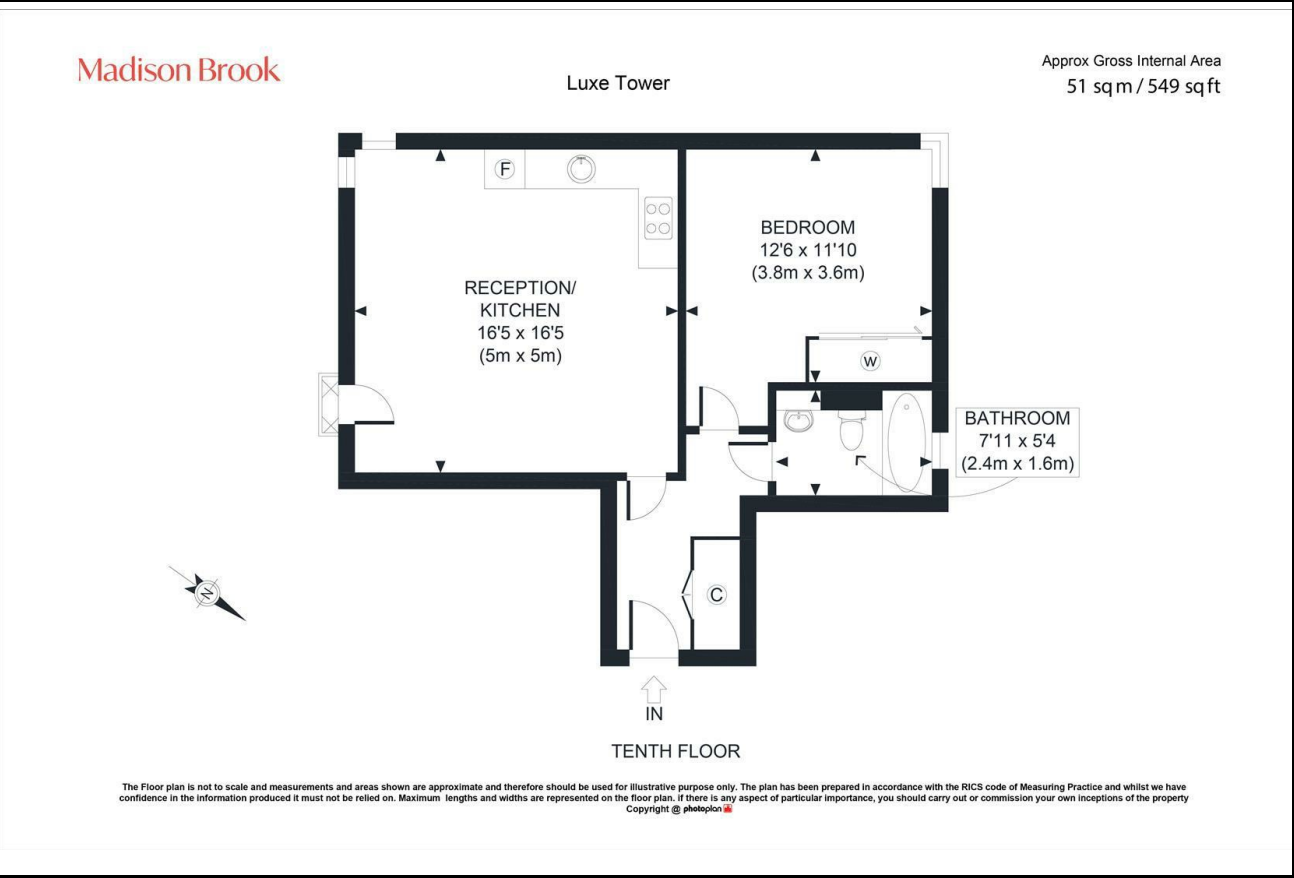 Madison Brook
Luxe Tower
Approx Gross Internal Area
51 sq m / 549 sq ft
F
BEDROOM
12'6 x 11'10
(3.8m x 3.6m)
RECEPTION/
KITCHEN
16'5 x 16'5
(5m x 5m)
W
BATHROOM
7'11 x 5'4
(2.4m x 1.6m)
N
C
IN
TENTH FLOOR
The Floor plan is not to scale and measurements and areas shown are approximate and therefore should be used for illustrative purpose only. The plan has been prepared in accordance with the RICS code of Measuring Practice and whilst we have
confidence in the information produced it must not be relied on. Maximum lengths and widths are represented on the floor plan. if there is any aspect of particular importance, you should carry out or commission your own inceptions of the property
Copyright @ photoplan